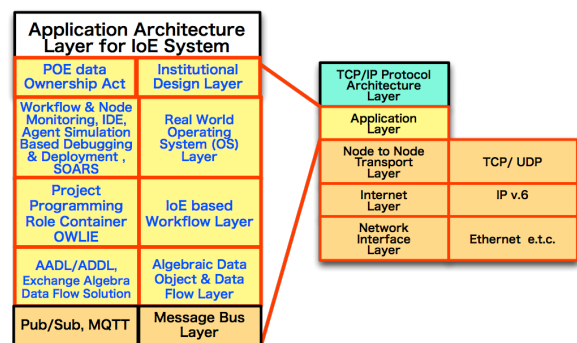 Application Architecture
Layer for IoE System
POE data
Ownership Act
Institutional
Design Layer
Workflow & Node
Monitoring, IDE,
Agent Simulation
Based Debugging
& Deployment ,
SOARS
Real World
Operating
System (OS)
Layer
Project
Programming
Role Container
OWLIE
IoE based
Workflow Layer
AADL/ADDL,
Exchange Algebra
Data Flow Solution
Algebraic Data
Object & Data
Flow Layer
Pub/Sub, MQTT
Message Bus
Layer
TCP/IP Protocol
Architecture
Layer
Application
Layer
Node to Node
Transport
Layer
TCP/ UDP
Internet
Layer
IP v.6
Network
Interface
Layer
Ethernet e.t.c.